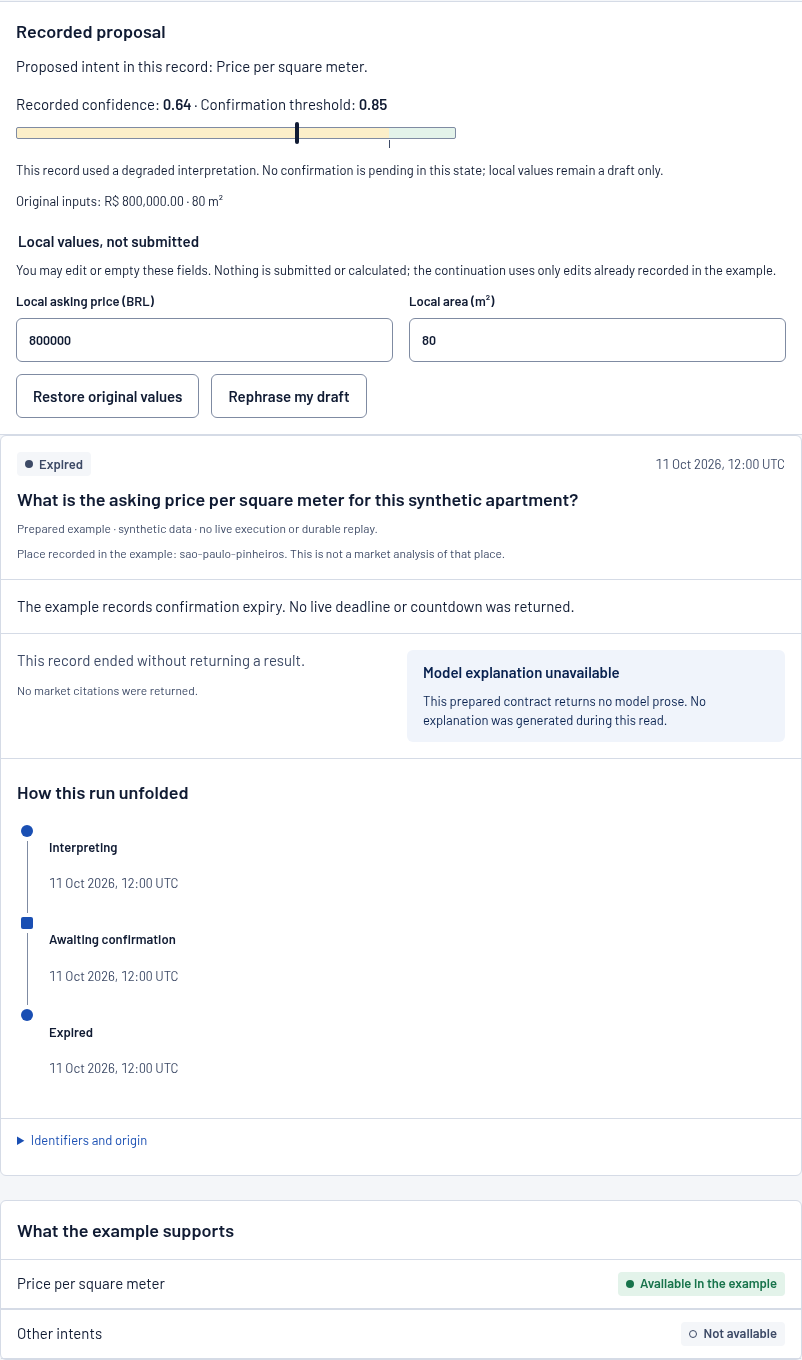 Recorded proposal
Proposed intent in this record: Price per square meter.
Recorded confidence: 0.64 · Confirmation threshold: 0.85
This record used a degraded interpretation. No confirmation is pending in this state; local values remain a draft only.
Original inputs: R$ 800,000.00 · 80 m²
Local values, not submitted
You may edit or empty these fields. Nothing is submitted or calculated; the continuation uses only edits already recorded in the example.
Local asking price (BRL)
Local area (m²)
800000
80
Restore original values
Rephrase my draft
Expired
11 Oct 2026, 12:00 UTC
What is the asking price per square meter for this synthetic apartment?
Prepared example · synthetic data · no live execution or durable replay.
Place recorded in the example: sao-paulo-pinheiros. This is not a market analysis of that place.
The example records confirmation expiry. No live deadline or countdown was returned.
This record ended without returning a result.
No market citations were returned.
Model explanation unavailable
This prepared contract returns no model prose. No
explanation was generated during this read.
How this run unfolded
Interpreting
11 Oct 2026, 12:00 UTC
Awaiting confirmation
11 Oct 2026, 12:00 UTC
Expired
11 Oct 2026, 12:00 UTC
Identifiers and origin
What the example supports
Price per square meter
Available in the example
Other intents
Not available